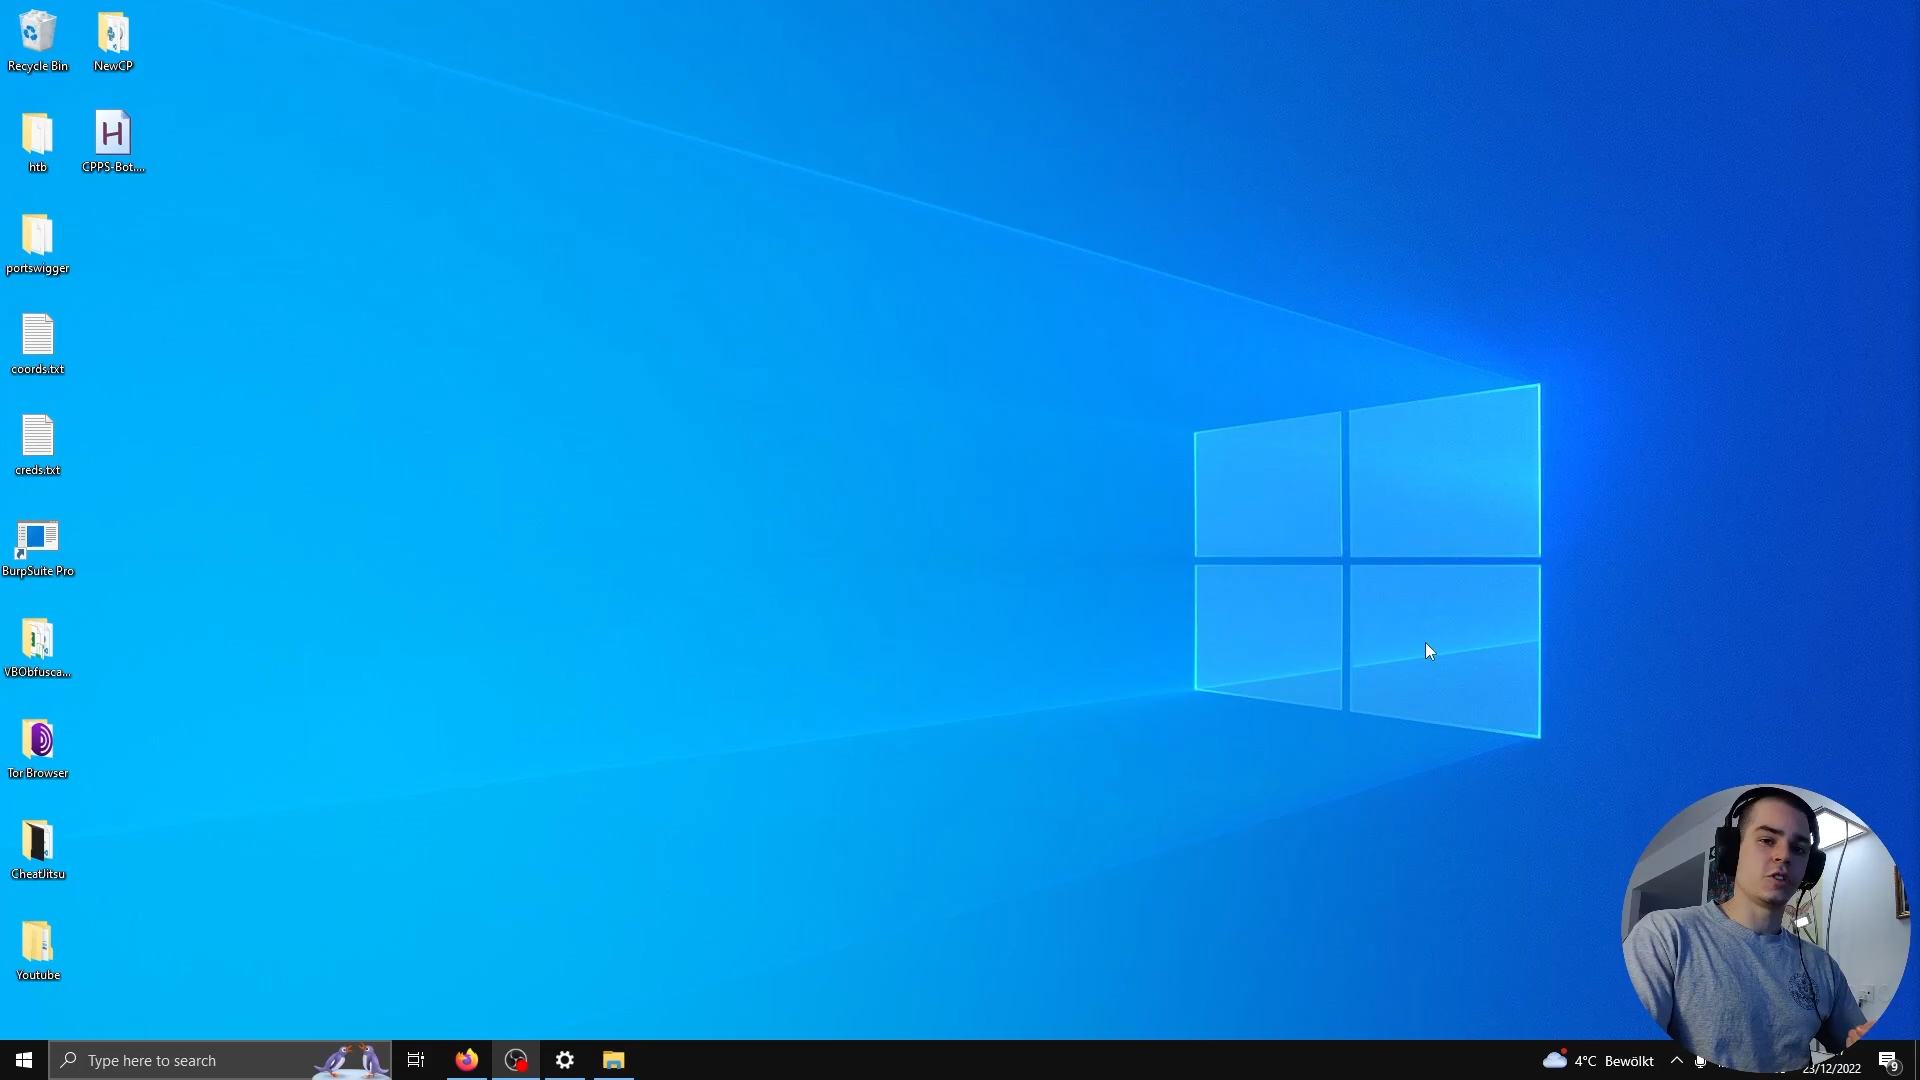 Recycle Bin
NewCP
htb
CPPS-Bot....
portswigger
coords.txt
creds.txt
BurpSuite Pro
VBObfusca...
Tor Browser
CheatJitsu
Youtube
Type here to search
4°C Bewölkt
23/12/2022
9